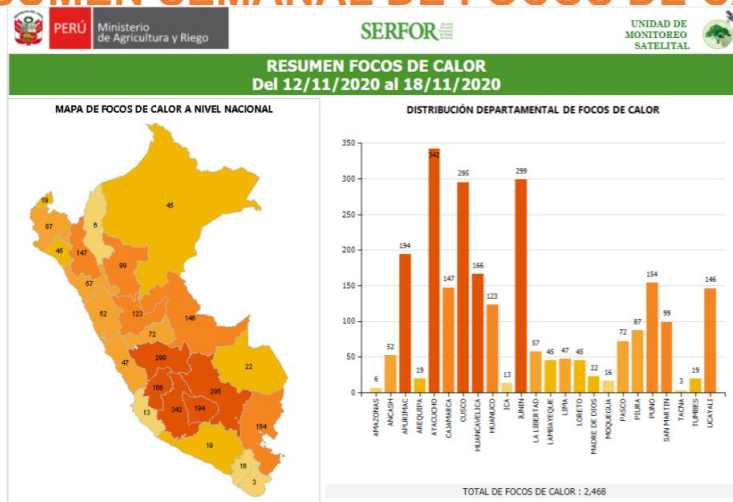 RESUMEN SEMANAL DE FOCOS DE CA
PERÚ
Ministerio
de Agricultura y Riego
SERFOR
UNIDAD DE
MONITOREO
SATELITAL
RESUMEN FOCOS DE CALOR
Del 12/11/2020 al 18/11/2020
MAPA DE FOCOS DE CALOR A NIVEL NACIONAL
19
87
6
46
45
147
99
57
52
123
146
72
47
299
22
166
295
13
342
194
154
19
16
3
DISTRIBUCIÓN DEPARTAMENTAL DE FOCOS DE CALOR
350
300
250
200
150
100
50
0
6
52
194
19
342
147
295
166
123
13
299
57
45
47
45
22
16
72
87
154
99
3
19
146
AMAZONAS
ANCASH
APURIMAC
AREQUIPA
AYACUCHO
CAJAMARCA
CUSCO
HUANCAVELICA
HUANUCO
ICA
JUNIN
LA LIBERTAD
LAMBAYEQUE
LIMA
LORETO
MADRE DE DIOS
MOQUEGUA
PASCO
PIURA
PUNO
SAN MARTIN
TACNA
TUMBES
UCAYALI
TOTAL DE FOCOS DE CALOR : 2,468